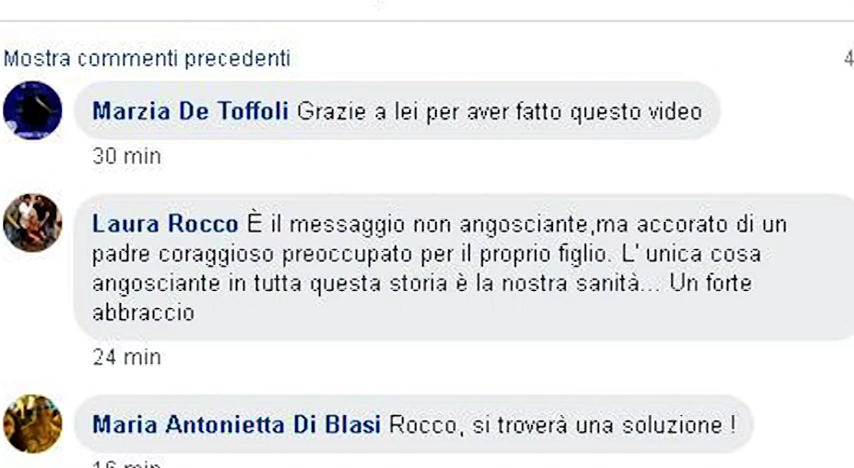 Mostra commenti precedenti 4
Marzia De Toffoli Grazie a lei per aver fatto questo video
30 min
Laura Rocco È il messaggio non angosciante,ma accorato di un
padre coraggioso preoccupato per il proprio figlio. L' unica cosa
angosciante in tutta questa storia è la nostra sanità... Un forte
abbraccio
24 min
Maria Antonietta Di Blasi Rocco, si troverà una soluzione !
16 min